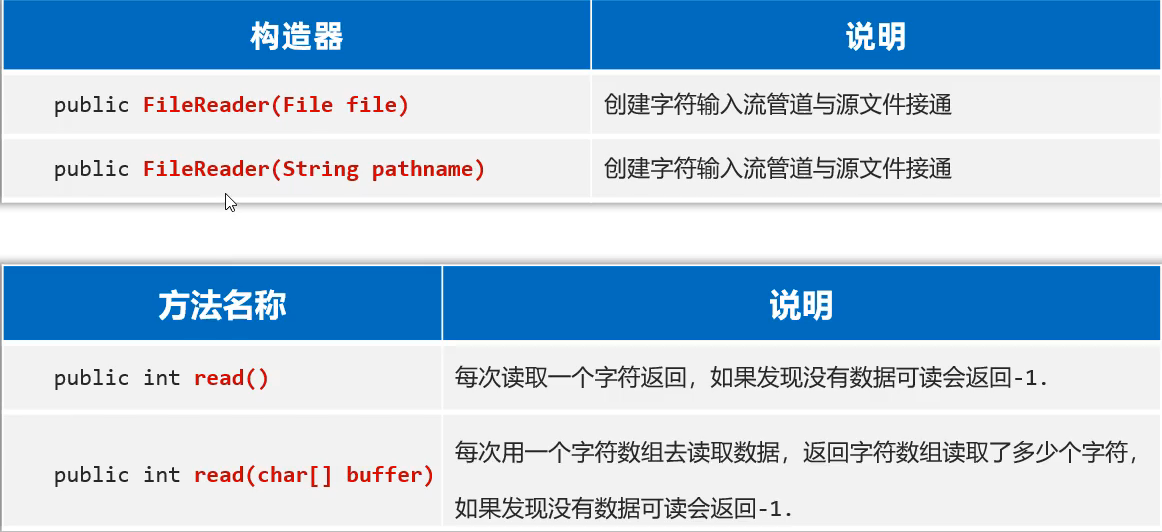 构造器 说明
public FileReader(File file) 创建字符输入流管道与源文件接通
public FileReader(String pathname) 创建字符输入流管道与源文件接通
方法名称 说明
public int read() 每次读取一个字符返回，如果发现没有数据可读会返回-1.
public int read(char[] buffer) 每次用一个字符数组去读取数据，返回字符数组读取了多少个字符，
如果发现没有数据可读会返回-1.